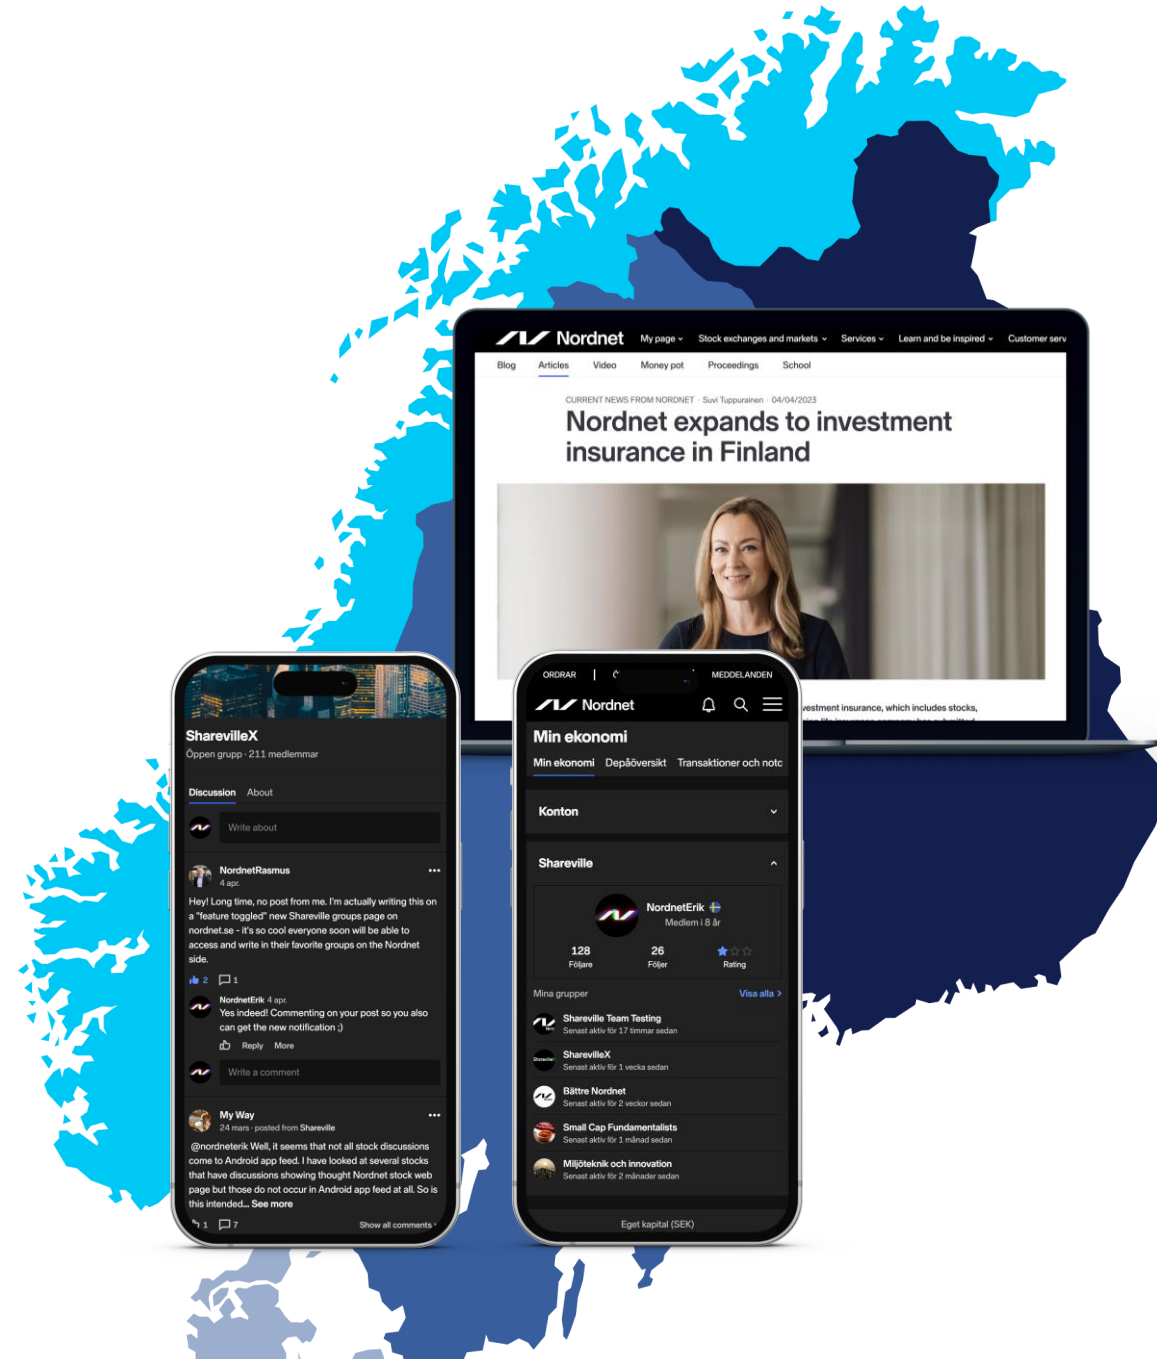 Nordnet
My page
Stock exchanges and markets
Services
Learn and be inspired
Customer serv
Blog
Articles
Video
Money pot
Proceedings
School
CURRENT NEWS FROM NORDNET · Suvi Tuppurainen · 04/04/2023
Nordnet expands to investment
insurance in Finland
vestment insurance, which includes stocks,
SharevilleX
Öppen grupp · 211 medlemmar
Discussion About
Write about
NordnetRasmus
4 apr.
Hey! Long time, no post from me. I'm actually writing this on
a "feature toggled" new Shareville groups page on
nordnet.se - it's so cool everyone soon will be able to
access and write in their favorite groups on the Nordnet
side.
2 1
NordnetErik 4 apr.
Yes indeed! Commenting on your post so you also
can get the new notification ;)
Reply More
Write a comment
My Way
24 mars · posted from Shareville
@nordneterik Well, it seems that not all stock discussions
come to Android app feed. I have looked at several stocks
that have discussions showing thought Nordnet stock web
page but those do not occur in Android app feed at all. So is
this intended... See more
1 7 Show all comments
ORDRAR
MEDDELANDEN
Nordnet
Min ekonomi
Min ekonomi Depåöversikt Transaktioner och notc
Konton
Shareville
NordnetErik
Medlem i 8 år
128 26
Följare Följer Rating
Mina grupper Visa alla >
Shareville Team Testing
Senast aktiv för 17 timmar sedan
SharevilleX
Senast aktiv för 1 vecka sedan
Bättre Nordnet
Senast aktiv för 2 veckor sedan
Small Cap Fundamentalists
Senast aktiv för 1 månad sedan
Miljöteknik och innovation
Senast aktiv för 2 månader sedan
Eget kapital (SEK)